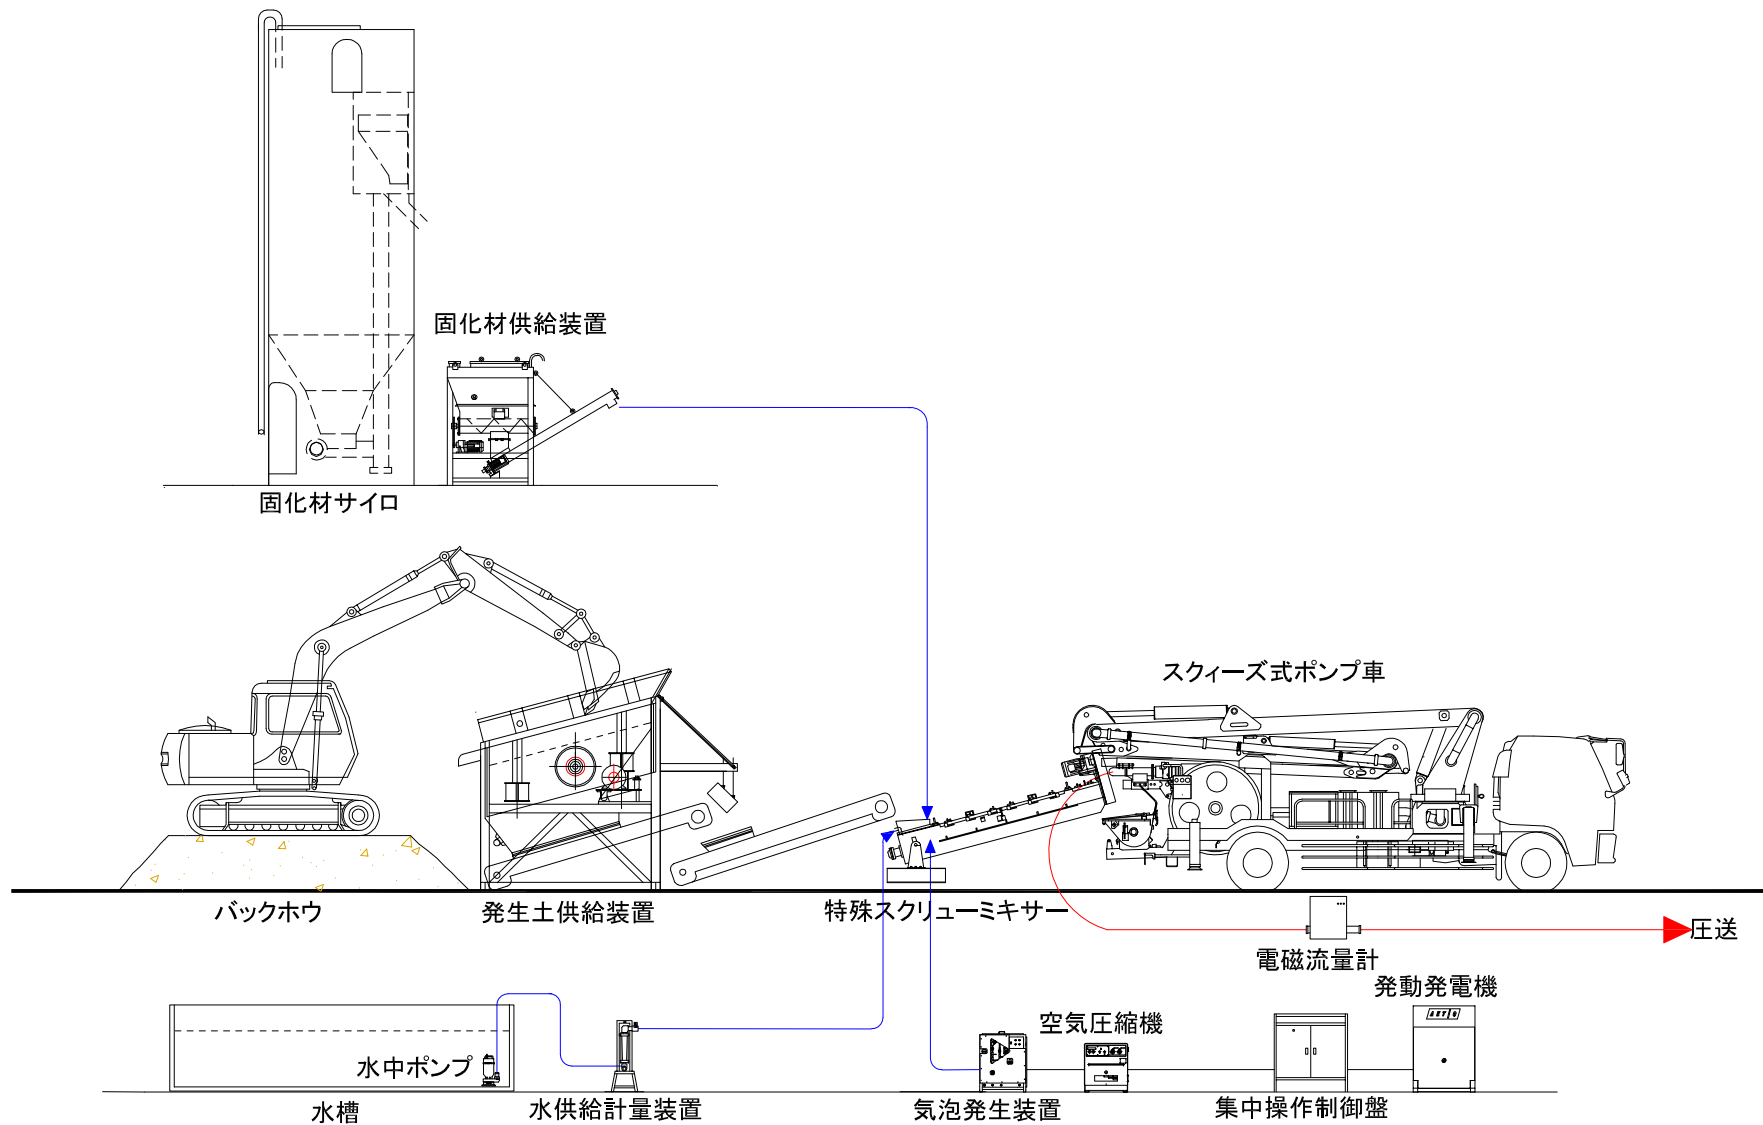 固化材供給装置
固化材サイロ
スクィーズ式ポンプ車
バックホウ
発生土供給装置
特殊スクリューミキサー
圧送
電磁流量計
発動発電機
空気圧縮機
水中ポンプ
水槽
水供給計量装置
気泡発生装置
集中操作制御盤